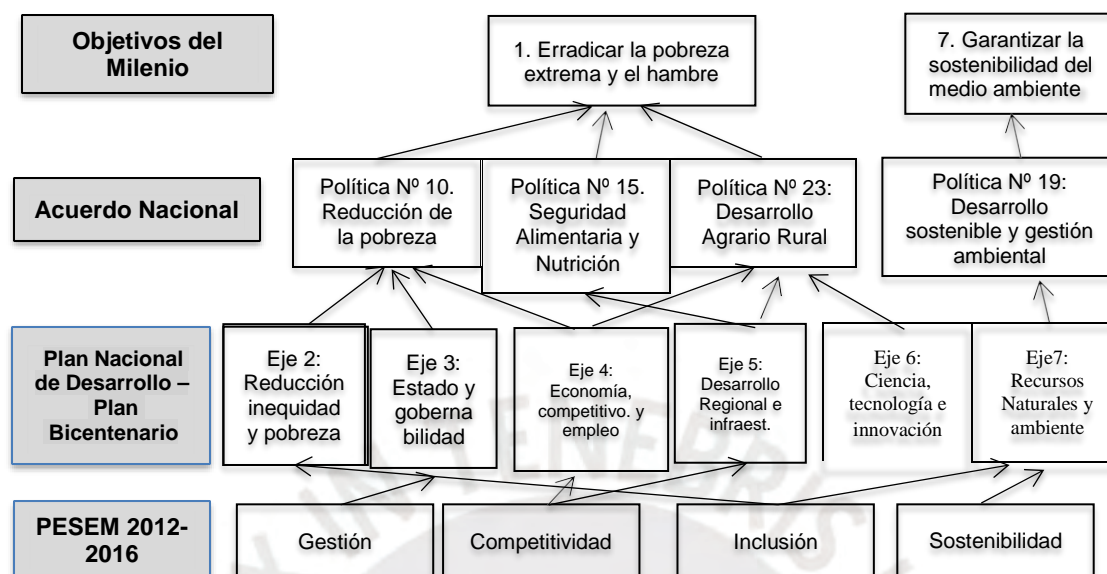 Objetivos del
Milenio
1. Erradicar la pobreza
extrema y el hambre
7. Garantizar la
sostenibilidad del
medio ambiente
Acuerdo Nacional
Política Nº 10.
Reducción de
la pobreza
Política Nº 15.
Seguridad
Alimentaria y
Nutrición
Política Nº 23:
Desarrollo
Agrario Rural
Política Nº 19:
Desarrollo
sostenible y gestión
ambiental
Plan Nacional
de Desarrollo –
Plan
Bicentenario
Eje 2:
Reducción
inequidad
y pobreza
Eje 3:
Estado y
goberna
bilidad
Eje 4:
Economía,
competitivo. y
empleo
Eje 5:
Desarrollo
Regional e
infraest.
Eje 6:
Ciencia,
tecnología e
innovación
Eje7:
Recursos
Naturales y
ambiente
PESEM 2012-
2016
Gestión
Competitividad
Inclusión
Sostenibilidad
IN TENEBRIS